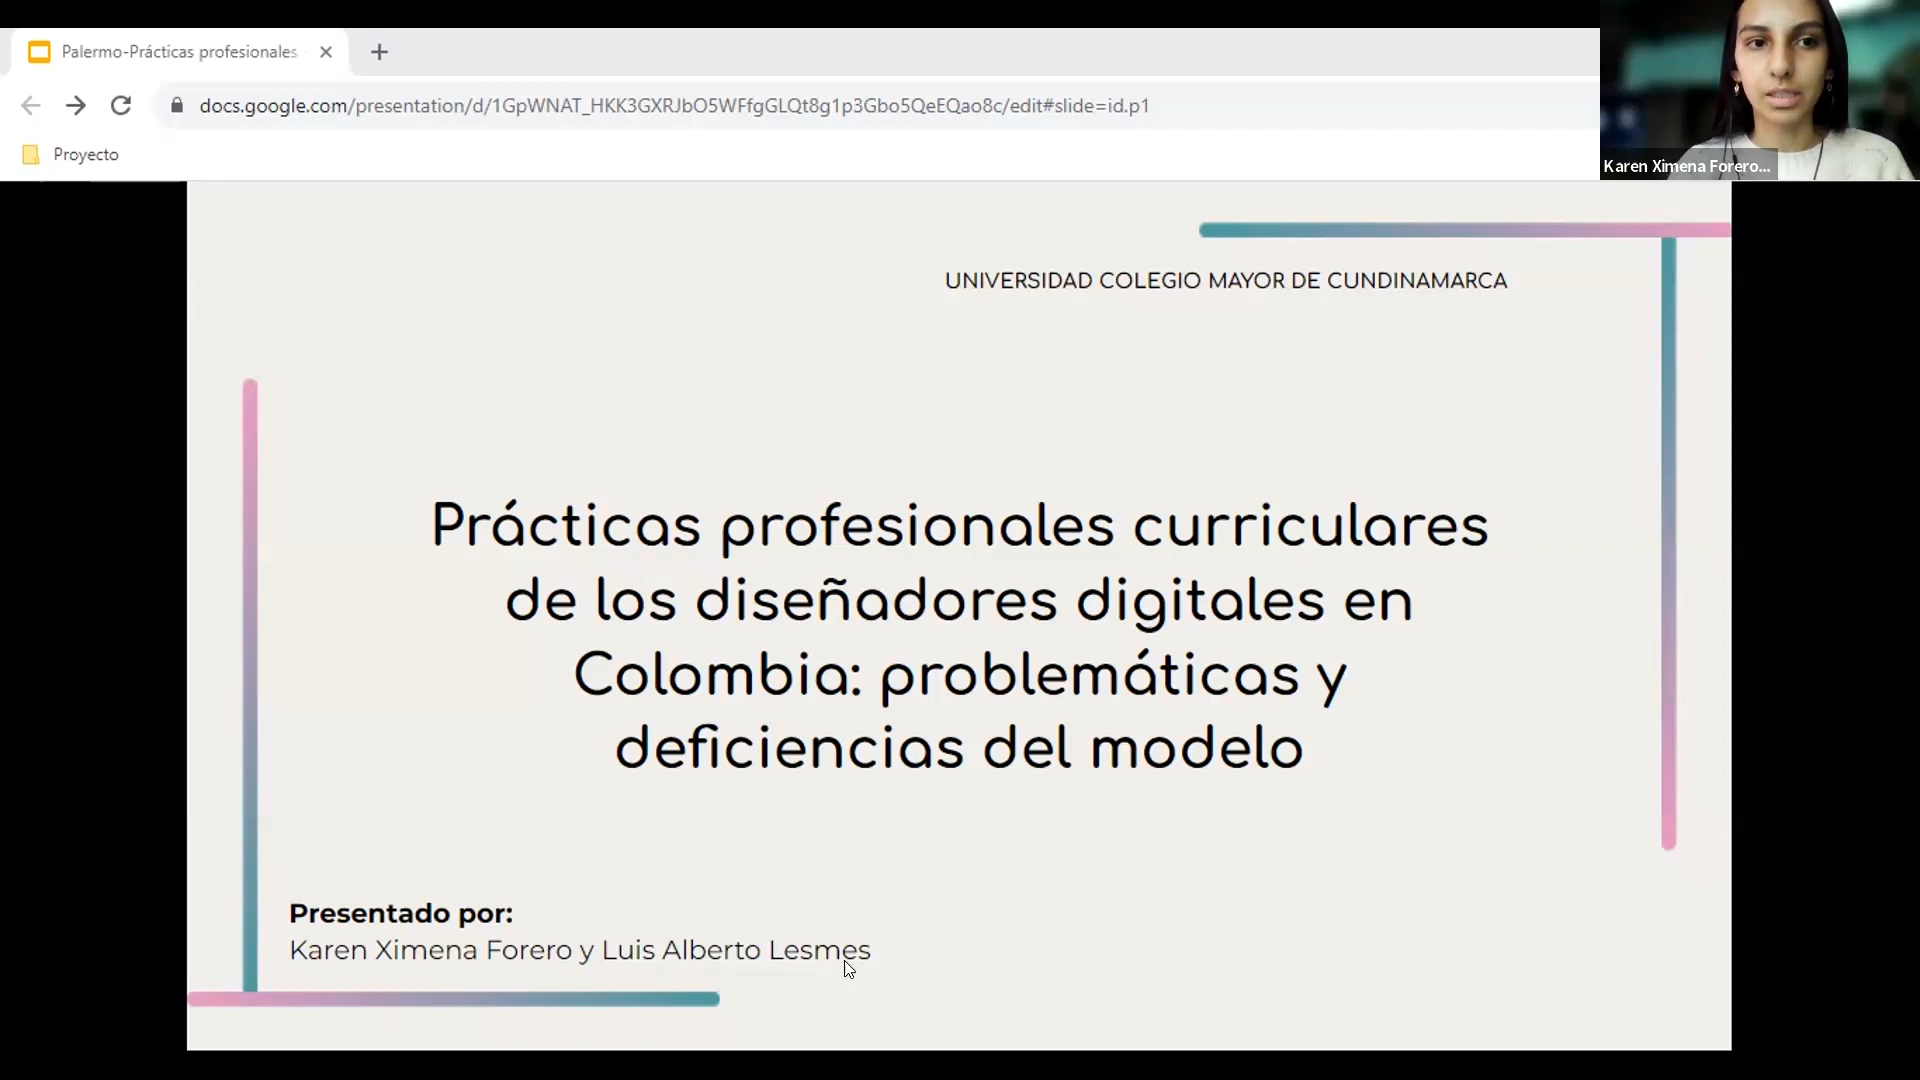 Palermo-Prácticas profesionales
docs.google.com/presentation/d/1GpWNAT_HKK3GXRJbO5WFfgGLQt8g1p3Gbo5QeEQao8c/edit#slide=id.p1
Proyecto
Karen Ximena Forero...
UNIVERSIDAD COLEGIO MAYOR DE CUNDINAMARCA
Prácticas profesionales curriculares
de los diseñadores digitales en
Colombia: problemáticas y
deficiencias del modelo
Presentado por:
Karen Ximena Forero y Luis Alberto Lesmes